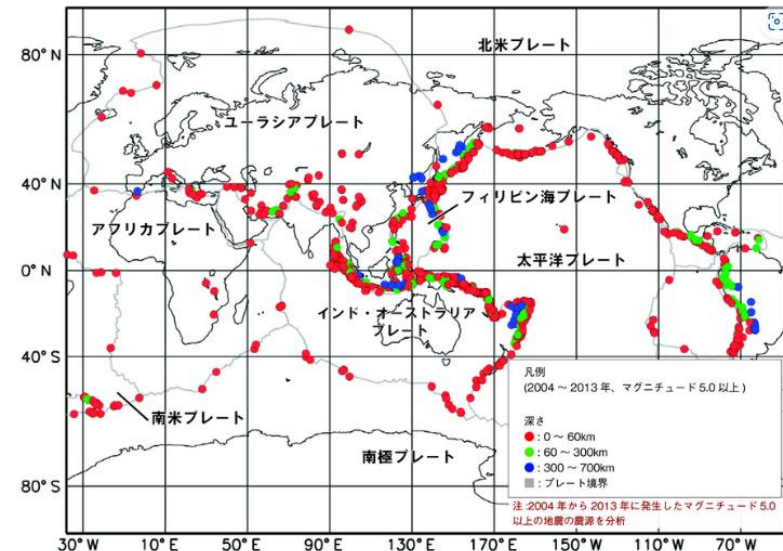 北米プレート
80°N
ユーラシアプレート
40°N
フィリピン海プレート
アフリカプレート
太平洋プレート
0°N
インド・オーストラリア
プレート
40°S
南米プレート
南極プレート
80°S
凡例
(2004～2013年、マグニチュード5.0以上)
深さ
:0～60km
:60～300km
:300～700km
:プレート境界
注:2004年から2013年に発生したマグニチュード5.0
以上の地震の震源を分析
30°W 10°E 50°E 90°E 130°E 170°E 150°W 110°W 70°W